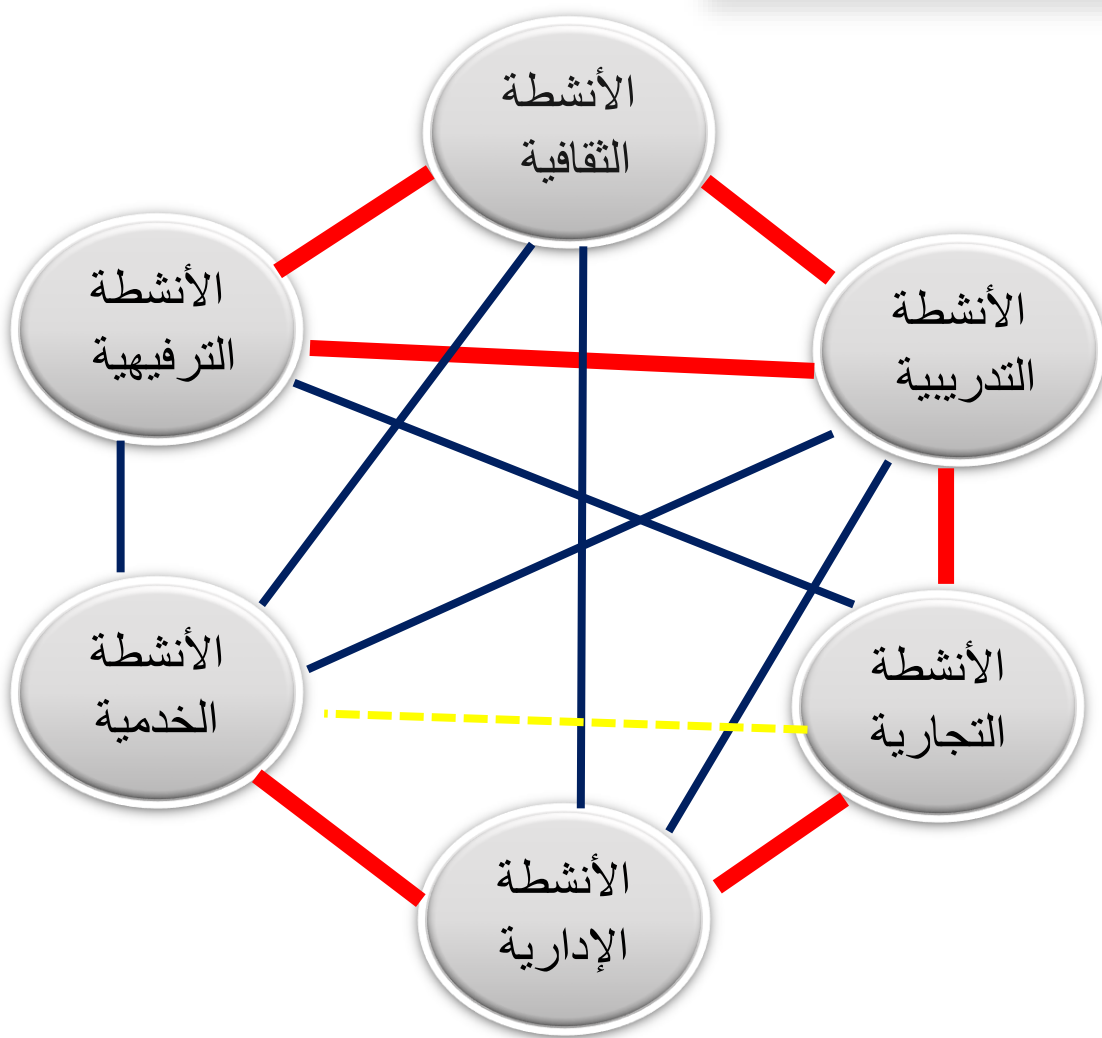 الأنشطة
الثقافية
الأنشطة
الترفيهية
الأنشطة
التدريبية
الأنشطة
الخدمية
الأنشطة
التجارية
الأنشطة
الإدارية